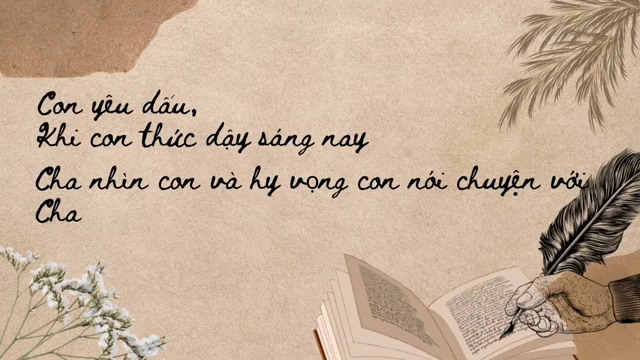 Con yêu dấu,
Khi con thức dậy sáng nay
Cha nhìn con và hy vọng con nói chuyện với
Cha